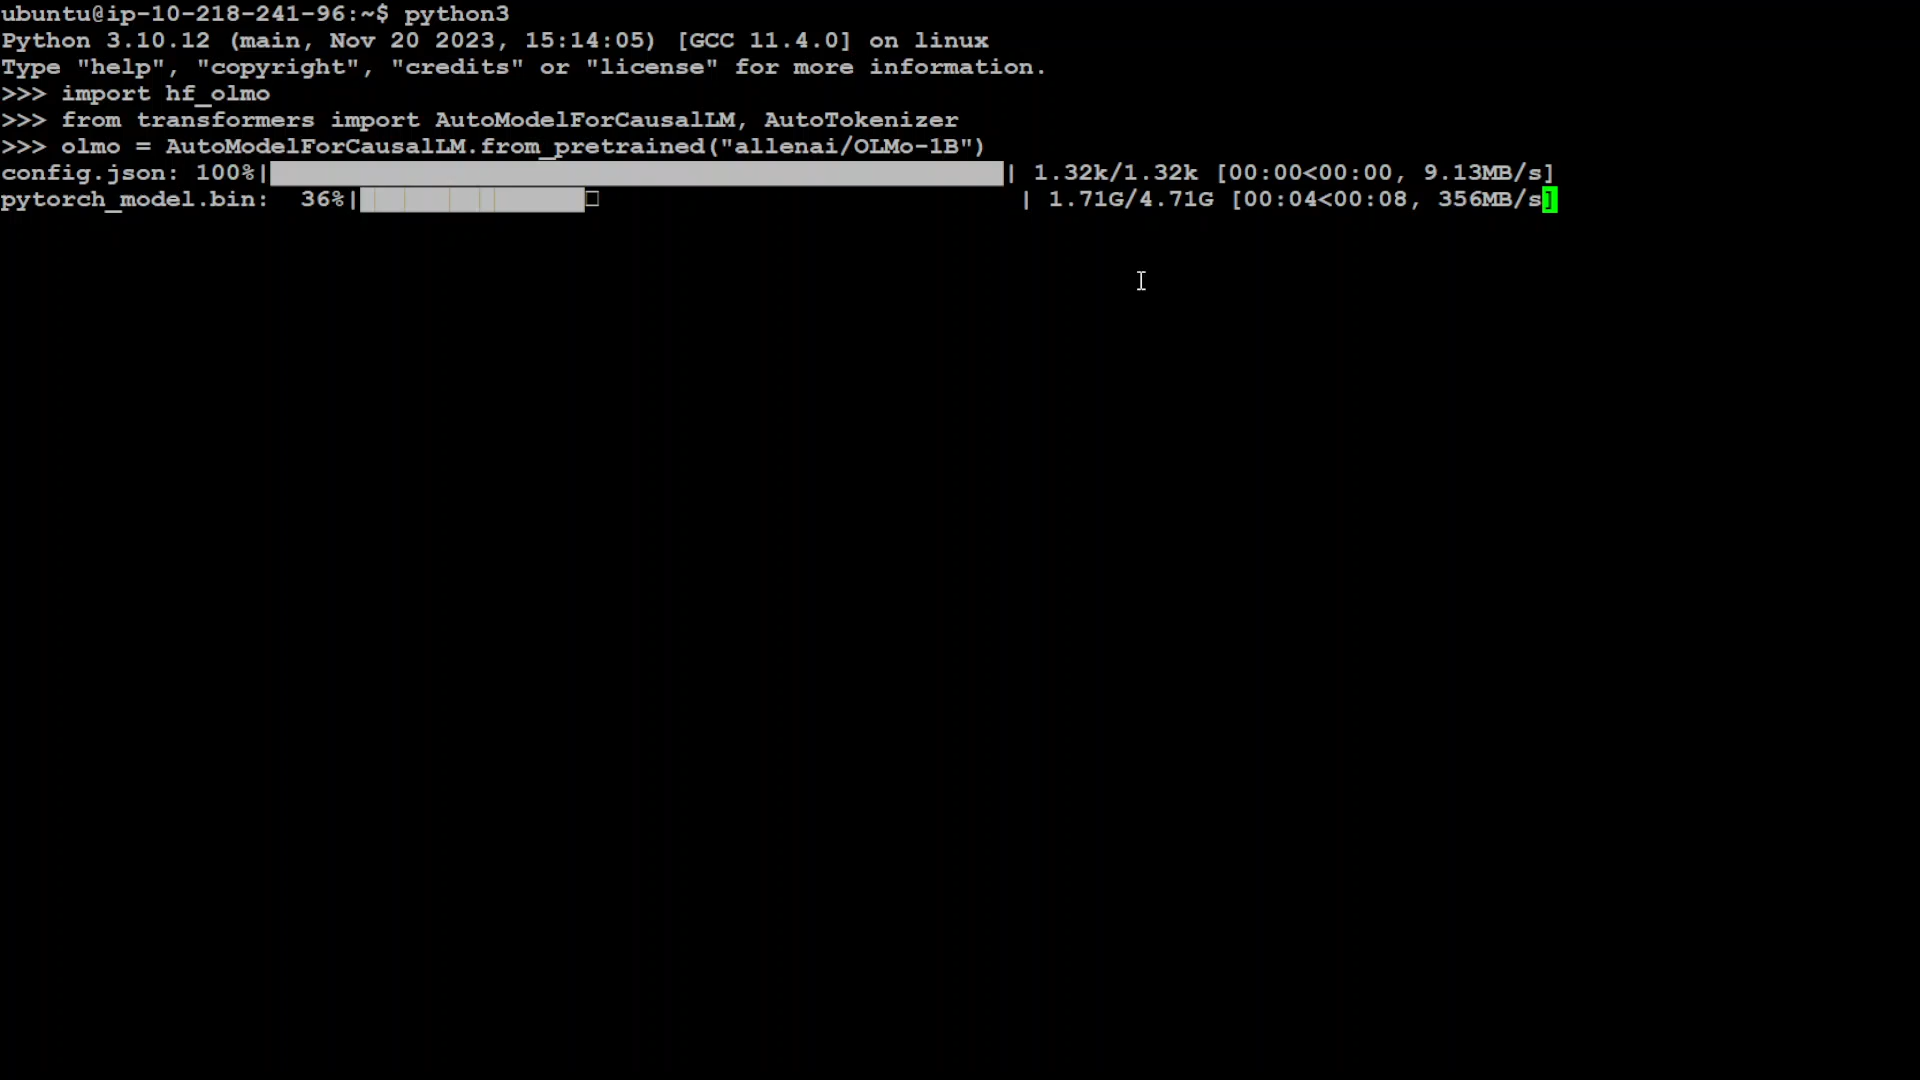 ubuntu@ip-10-218-241-96:~$ python3
Python 3.10.12 (main, Nov 20 2023, 15:14:05) [GCC 11.4.0] on linux
Type "help", "copyright", "credits" or "license" for more information.
>>> import hf_olmo
>>> from transformers import AutoModelForCausalLM, AutoTokenizer
>>> olmo = AutoModelForCausalLM.from_pretrained("allenai/OLMo-1B")
config.json: 100%| | 1.32k/1.32k [00:00<00:00, 9.13MB/s]
pytorch_model.bin:  36%| | 1.71G/4.71G [00:04<00:08, 356MB/s]